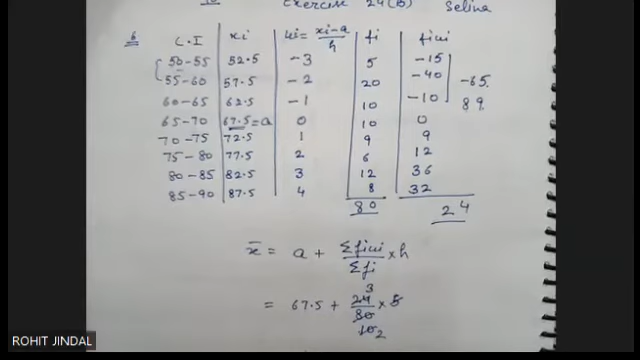 Exercise 24(B) Selina
6 C.I xi ui = xi-a/h fi fiui
50-55 52.5 -3 5 -15
55-60 57.5 -2 20 -40 -65
60-65 62.5 -1 10 -10 89
65-70 67.5=a 0 10 0
70-75 72.5 1 9 9
75-80 77.5 2 6 12
80-85 82.5 3 12 36
85-90 87.5 4 8 32
80 24
x̄ = a + Σfiui/Σfi × h
= 67.5 + 24/80 × 5
3
10 2
ROHIT JINDAL